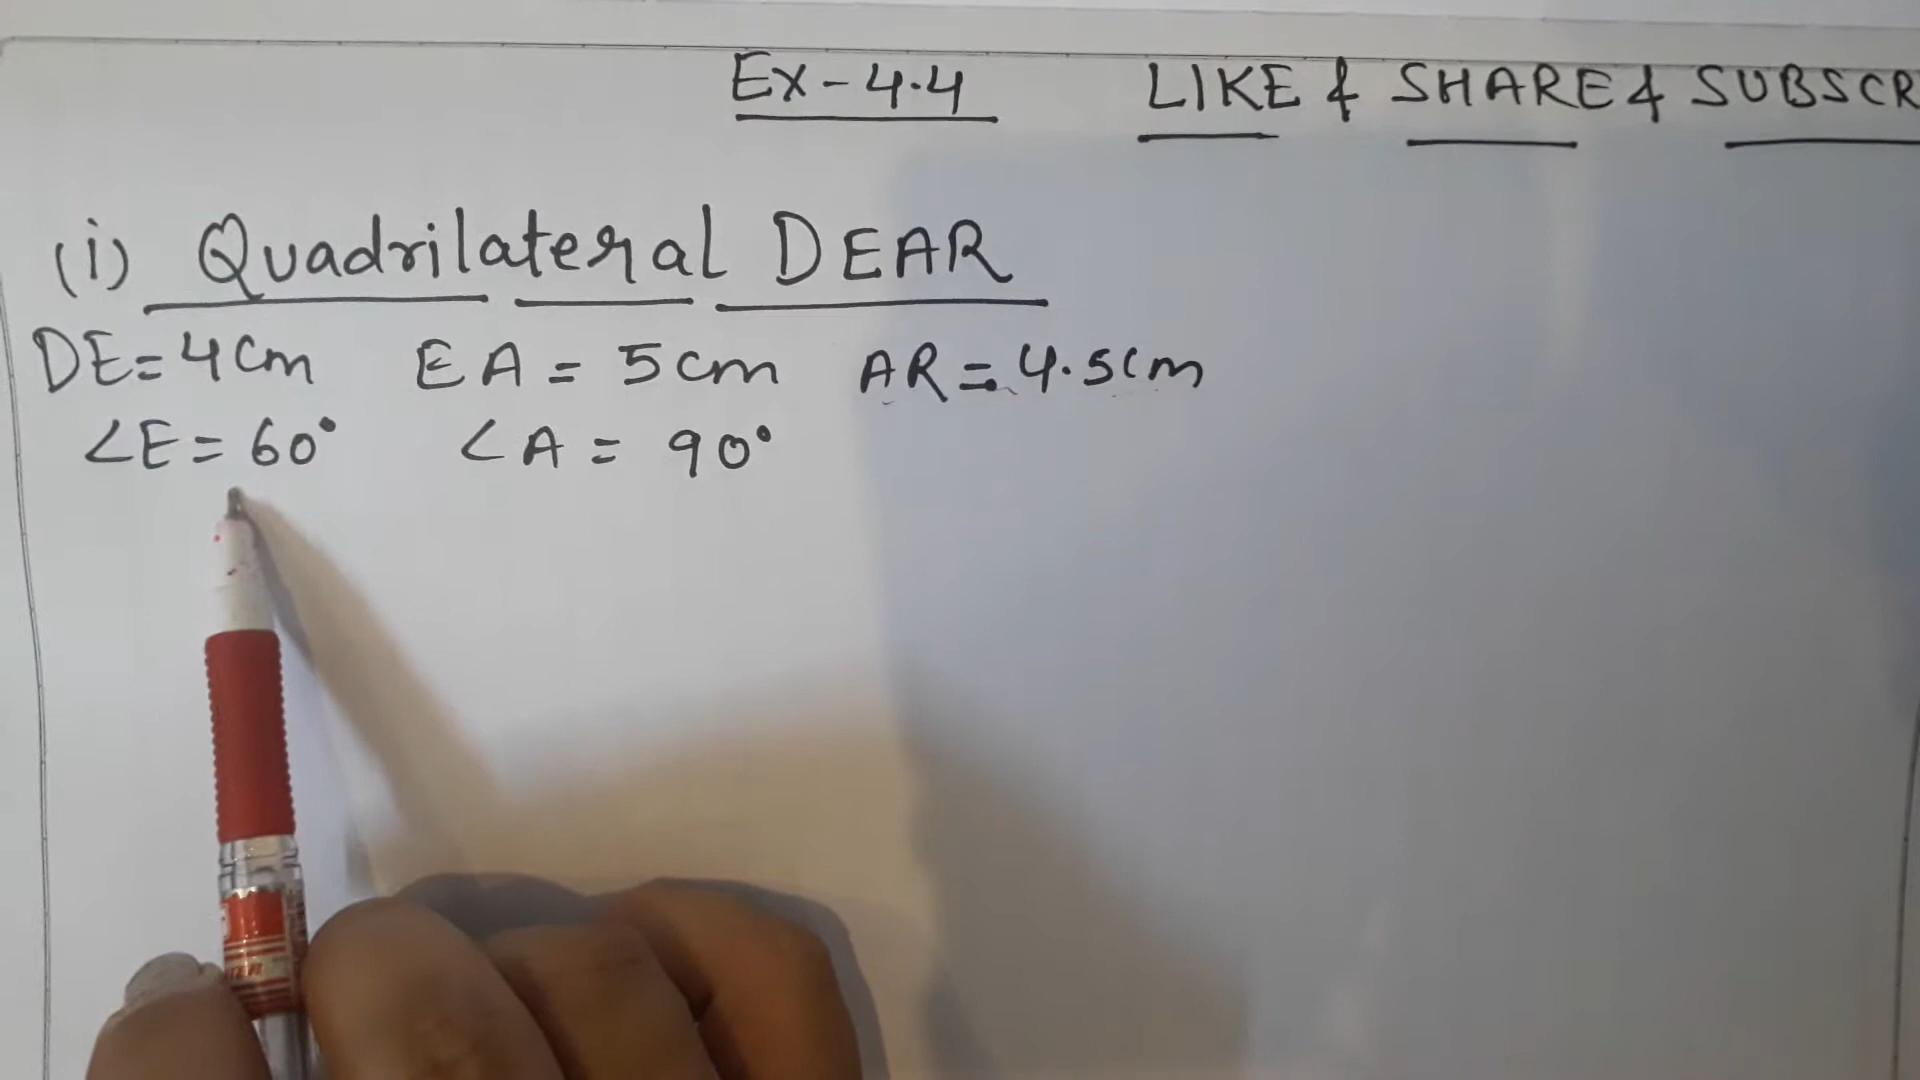 Ex-4.4 LIKE & SHARE & SUBSCR
(i) Quadrilateral DEAR
DE=4cm EA=5cm AR=4.5cm
∠E=60° ∠A=90°